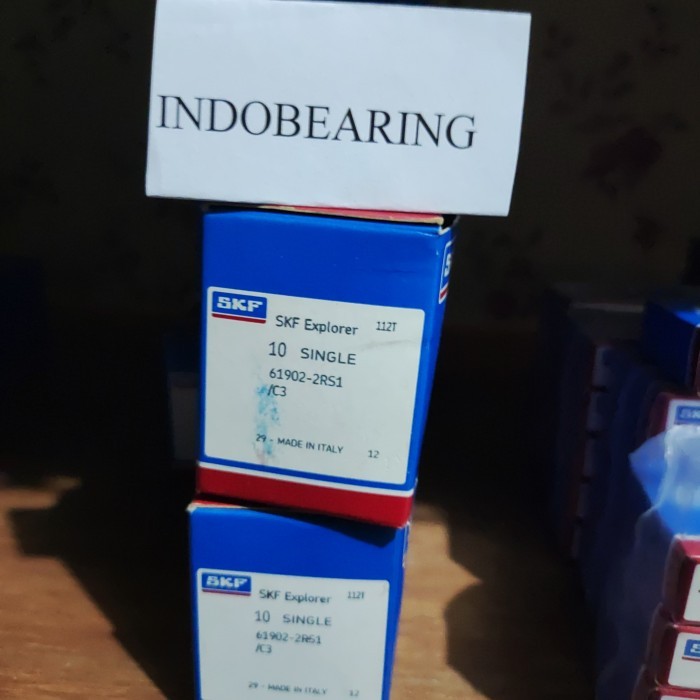 INDOBEARING
SKF
SKF Explorer 112T
10 SINGLE
61902-2RS1
/C3
29 - MADE IN ITALY 12
SKF
SKF Explorer 112T
10 SINGLE
61902-2RS1
/C3
29 - MADE IN ITALY 12